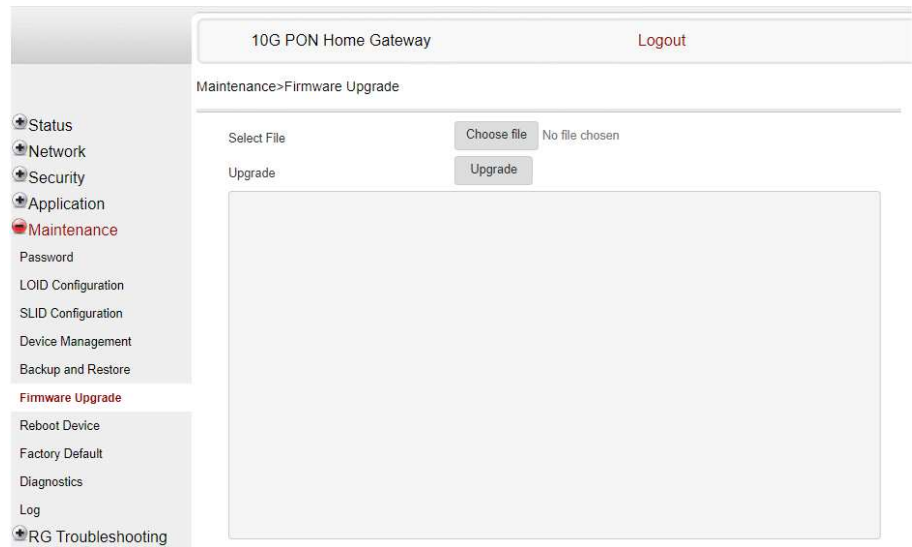 10G PON Home Gateway
Logout
Maintenance>Firmware Upgrade
Status
Network
Security
Application
Maintenance
Password
LOID Configuration
SLID Configuration
Device Management
Backup and Restore
Firmware Upgrade
Reboot Device
Factory Default
Diagnostics
Log
RG Troubleshooting
Select File Choose file No file chosen
Upgrade Upgrade